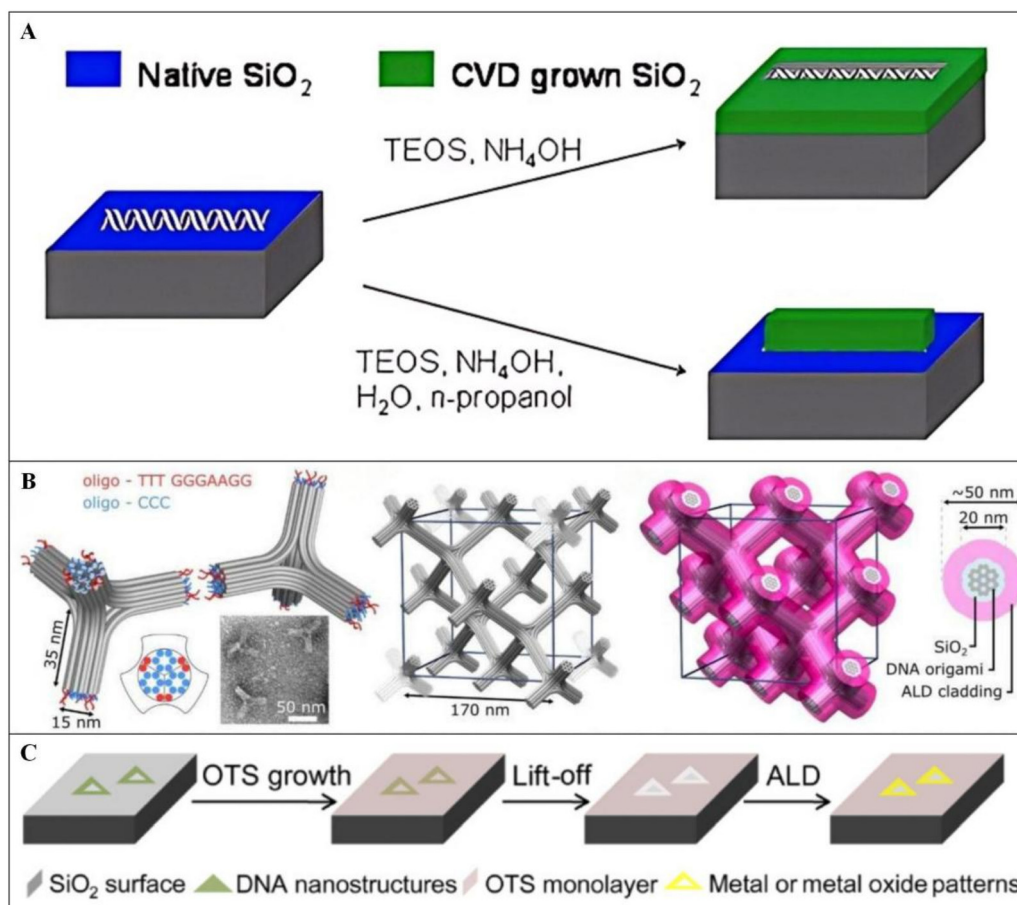 A
Native SiO₂
CVD grown SiO₂
TEOS, NH₄OH
TEOS, NH₄OH,
H₂O, n-propanol
B
oligo - TTT GGGAAGG
oligo - CCC
35 nm
15 nm
50 nm
170 nm
~50 nm
20 nm
SiO₂
DNA origami
ALD cladding
C
OTS growth
Lift-off
ALD
SiO₂ surface
DNA nanostructures
OTS monolayer
Metal or metal oxide patterns